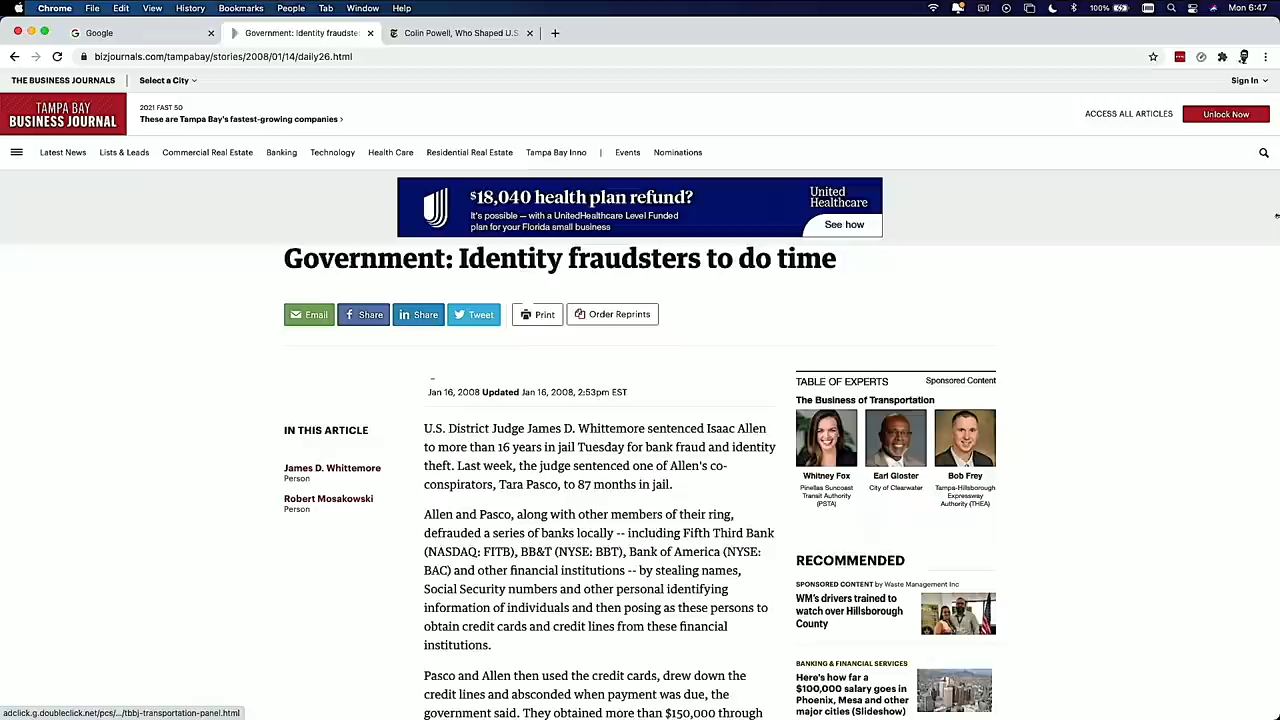 Chrome File Edit View History Bookmarks People Tab Window Help 100% Mon 6:47
Google
Government: Identity fraudste
Colin Powell, Who Shaped U.S.
bizjournals.com/tampabay/stories/2008/01/14/daily26.html
THE BUSINESS JOURNALS
Select a City
Sign In
TAMPA BAY
BUSINESS JOURNAL
2021 FAST 50
These are Tampa Bay's fastest-growing companies >
ACCESS ALL ARTICLES
Unlock Now
Latest News Lists & Leads Commercial Real Estate Banking Technology Health Care Residential Real Estate Tampa Bay Inno | Events Nominations
$18,040 health plan refund?
It's possible — with a UnitedHealthcare Level Funded
plan for your Florida small business
United
Healthcare
See how
Government: Identity fraudsters to do time
Email Share Share Tweet Print Order Reprints
–
Jan 16, 2008 Updated Jan 16, 2008, 2:53pm EST
IN THIS ARTICLE
James D. Whittemore
Person
Robert Mosakowski
Person
U.S. District Judge James D. Whittemore sentenced Isaac Allen
to more than 16 years in jail Tuesday for bank fraud and identity
theft. Last week, the judge sentenced one of Allen's co-
conspirators, Tara Pasco, to 87 months in jail.
Allen and Pasco, along with other members of their ring,
defrauded a series of banks locally -- including Fifth Third Bank
(NASDAQ: FITB), BB&T (NYSE: BBT), Bank of America (NYSE:
BAC) and other financial institutions -- by stealing names,
Social Security numbers and other personal identifying
information of individuals and then posing as these persons to
obtain credit cards and credit lines from these financial
institutions.
Pasco and Allen then used the credit cards, drew down the
credit lines and absconded when payment was due, the
government said. They obtained more than $150,000 through
TABLE OF EXPERTS
Sponsored Content
The Business of Transportation
Whitney Fox
Pinellas Suncoast
Transit Authority
(PSTA)
Earl Gloster
City of Clearwater
Bob Frey
Tampa-Hillsborough
Expressway
Authority (THEA)
RECOMMENDED
SPONSORED CONTENT by Waste Management Inc
WM's drivers trained to
watch over Hillsborough
County
BANKING & FINANCIAL SERVICES
Here's how far a
$100,000 salary goes in
Phoenix, Mesa and other
major cities (Slideshow)
adclick.g.doubleclick.net/pcs/.../tbbj-transportation-panel.html